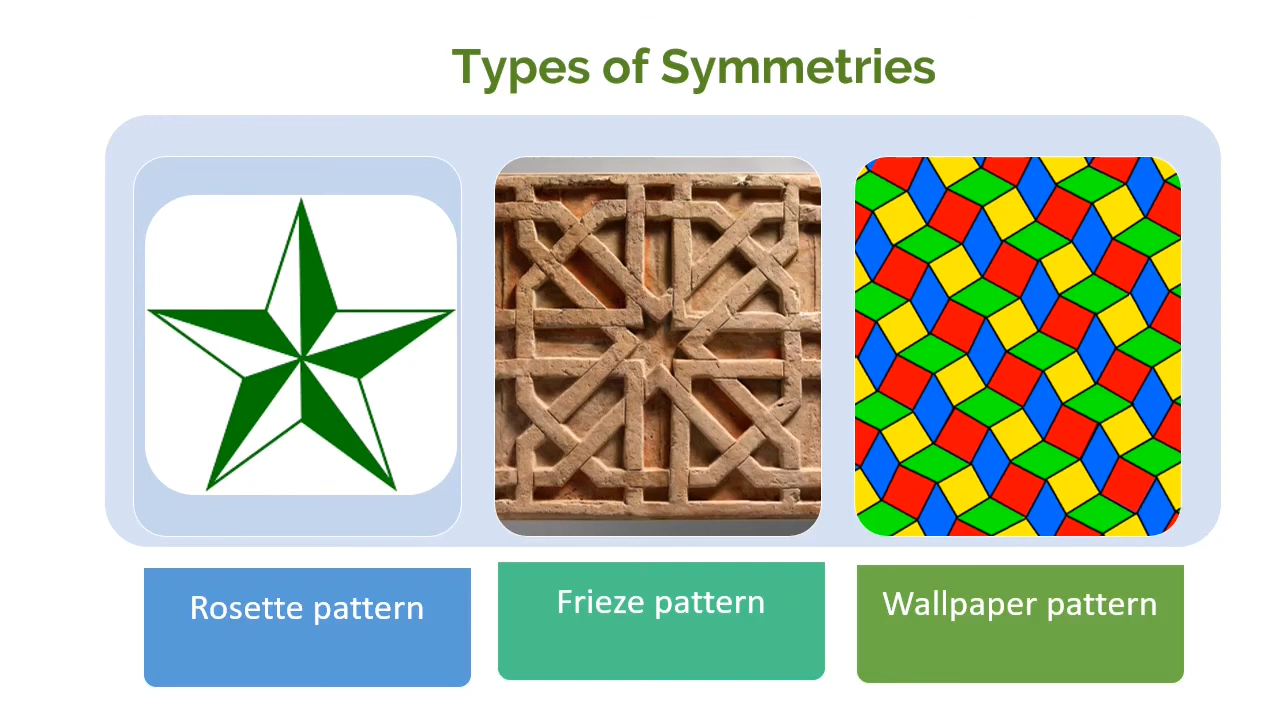 Types of Symmetries
Rosette pattern
Frieze pattern
Wallpaper pattern